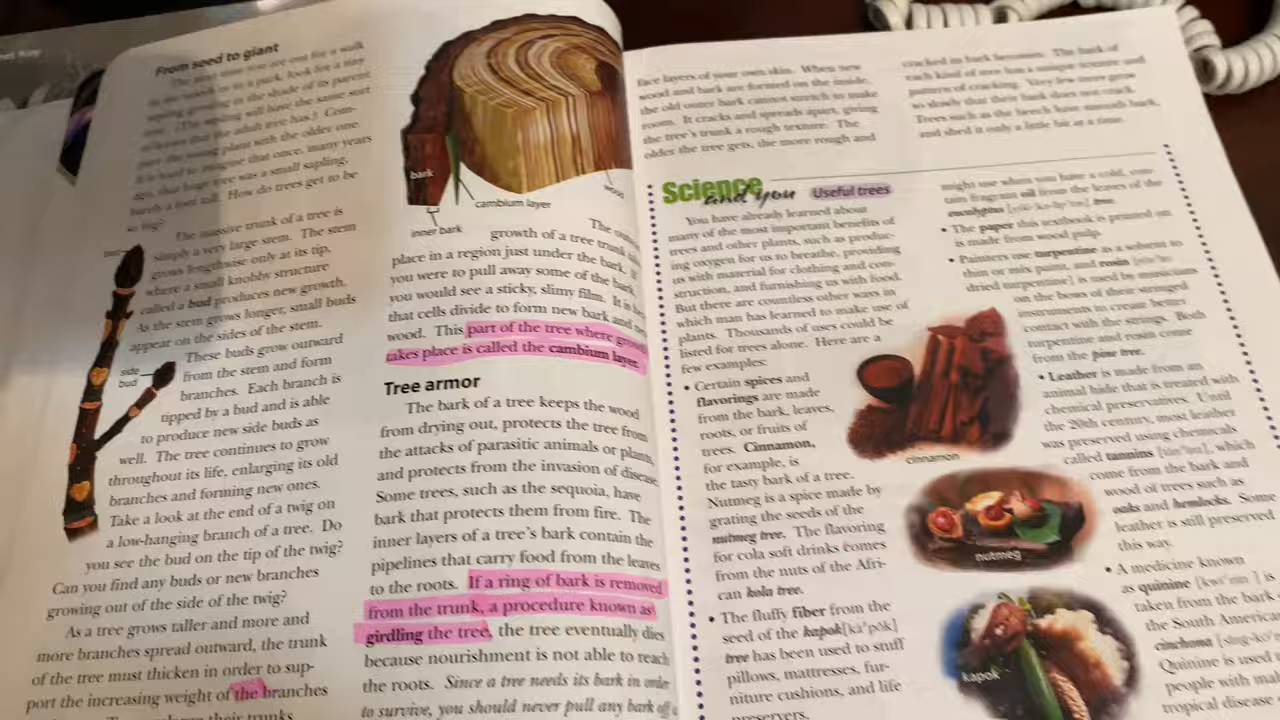 From seed to giant
in the woods or in a park, look for a tiny
sapling growing in the shade of its parent
tree. (The sapling will have the same sort
of leaves that the adult tree has.) Com-
pare the young plant with the older one.
It is hard to imagine that once, many years
ago, that huge tree was a small sapling,
barely a foot tall. How do trees get to be
so big?
The massive trunk of a tree is
simply a very large stem. The stem
grows lengthwise only at its tip,
where a small knobby structure
called a bud produces new growth.
As the stem grows longer, small buds
appear on the sides of the stem.
These buds grow outward
from the stem and form
branches. Each branch is
tipped by a bud and is able
to produce new side buds as
well. The tree continues to grow
throughout its life, enlarging its old
branches and forming new ones.
Take a look at the end of a twig on
a low-hanging branch of a tree. Do
you see the bud on the tip of the twig?
Can you find any buds or new branches
growing out of the side of the twig?
As a tree grows taller and more and
more branches spread outward, the trunk
of the tree must thicken in order to sup-
port the increasing weight of the branches
their trunks
side
bud
bark
wood
cambium layer
inner bark
The
growth of a tree trunk
place in a region just under the bark. If
you were to pull away some of the bark,
you would see a sticky, slimy film. It is
that cells divide to form new bark and new
wood. This part of the tree where
takes place is called the cambium layer.
Tree armor
The bark of a tree keeps the wood
from drying out, protects the tree from
the attacks of parasitic animals or plants,
and protects from the invasion of disease.
Some trees, such as the sequoia, have
bark that protects them from fire. The
inner layers of a tree's bark contain the
pipelines that carry food from the leaves
to the roots. If a ring of bark is removed
from the trunk, a procedure known as
girdling the tree, the tree eventually dies
because nourishment is not able to reach
the roots. Since a tree needs its bark in order
to survive, you should never pull any bark off
face layers of your own skin. When new
wood and bark are formed on the inside,
the old outer bark cannot stretch to make
room. It cracks and spreads apart, giving
the tree's trunk a rough texture. The
older the tree gets, the more rough and
cracked its bark becomes. The bark of
each kind of tree has a unique texture and
pattern of cracking. Very few trees grow
so slowly that their bark does not crack.
Trees such as the beech have smooth bark,
and shed it only a little bit at a time.
Science and you Useful trees
You have already learned about
many of the most important benefits of
trees and other plants, such as produc-
ing oxygen for us to breathe, providing
us with material for clothing and con-
struction, and furnishing us with food.
But there are countless other ways in
which man has learned to make use of
plants. Thousands of uses could be
listed for trees alone. Here are a
few examples:
• Certain spices and
flavorings are made
from the bark, leaves,
roots, or fruits of
trees. Cinnamon,
for example, is
the tasty bark of a tree.
Nutmeg is a spice made by
grating the seeds of the
nutmeg tree. The flavoring
for cola soft drinks comes
from the nuts of the Afri-
can kola tree.
• The fluffy fiber from the
seed of the kapok [kā′pŏk]
tree has been used to stuff
pillows, mattresses, fur-
niture cushions, and life
preservers.
cinnamon
nutmeg
kapok
might use when you have a cold, con-
tain fragrant oil from the leaves of the
eucalyptus tree.
• The paper this textbook is printed on
is made from wood pulp.
• Painters use turpentine as a solvent to
thin or mix paint, and rosin
dried turpentine] is used by musicians
on the bows of their stringed
instruments to create better
contact with the strings. Both
turpentine and rosin come
from the pine tree.
• Leather is made from an
animal hide that is treated with
chemical preservatives. Until
the 20th century, most leather
was preserved using chemicals
called tannins [tăn′ĭnz], which
come from the bark and
wood of trees such as
oaks and hemlocks. Some
leather is still preserved
this way.
• A medicine known
as quinine [kwī′nīn′] is
taken from the bark
the South America
cinchona
Quinine is used
people with mal
tropical disease